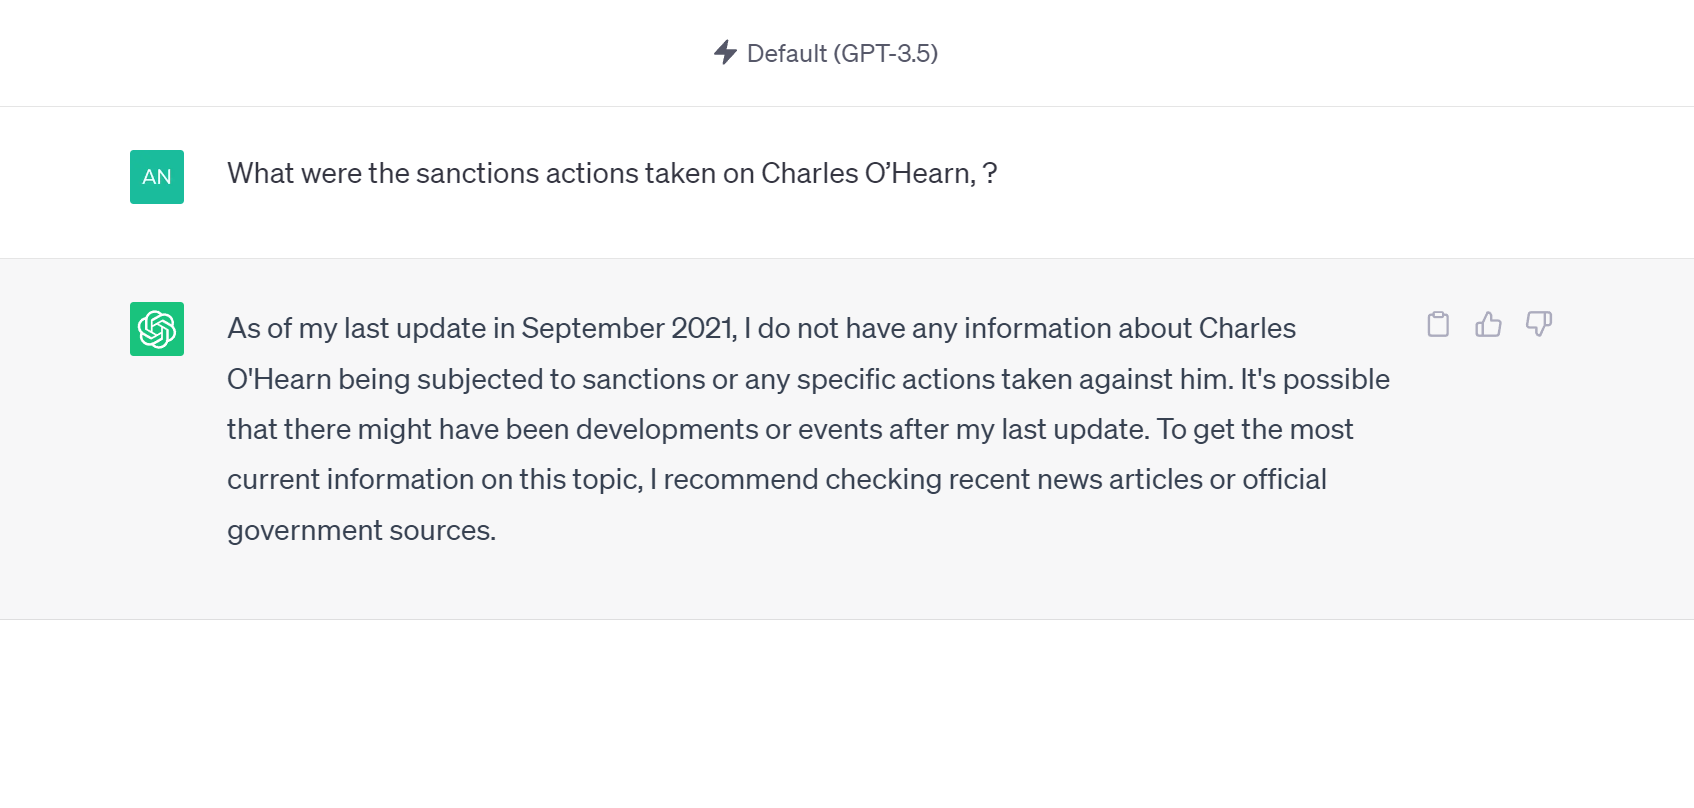 Default (GPT-3.5)
AN
What were the sanctions actions taken on Charles O’Hearn, ?
As of my last update in September 2021, I do not have any information about Charles
O'Hearn being subjected to sanctions or any specific actions taken against him. It's possible
that there might have been developments or events after my last update. To get the most
current information on this topic, I recommend checking recent news articles or official
government sources.